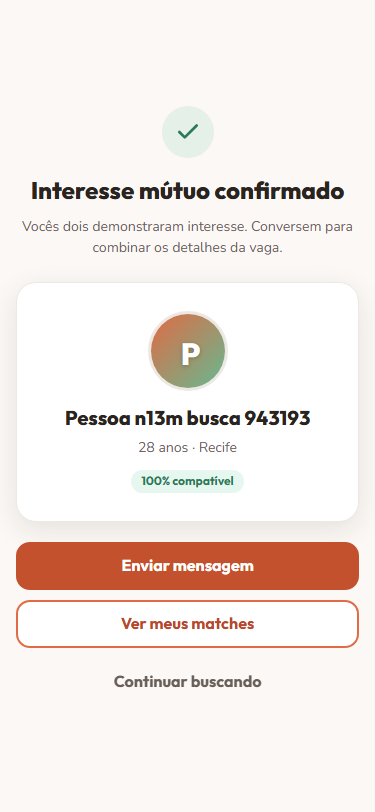 Interesse mútuo confirmado
Vocês dois demonstraram interesse. Conversem para
combinar os detalhes da vaga.
P
Pessoa n13m busca 943193
28 anos · Recife
100% compatível
Enviar mensagem
Ver meus matches
Continuar buscando